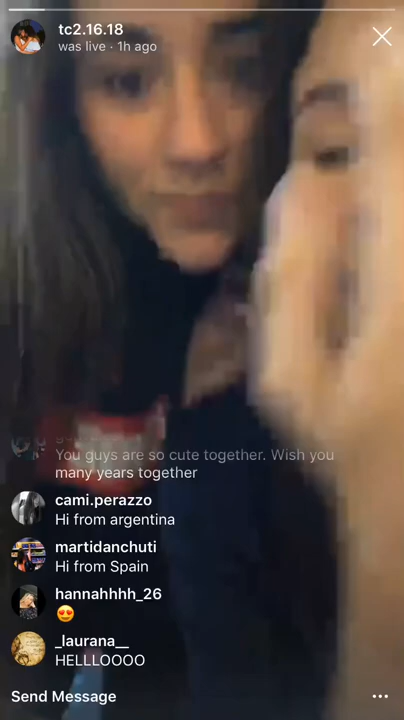 tc2.16.18
was live · 1h ago
You guys are so cute together. Wish you
many years together
cami.perazzo
Hi from argentina
martidanchuti
Hi from Spain
hannahhhh_26
😍
_laurana__
HELLLOOOO
Send Message